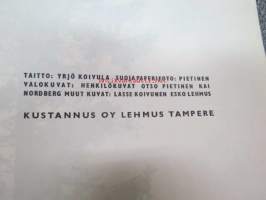 TAITTO: YRJÖ KOIVULA SUOJAPAPERIFOTO: PIETINEN
VALOKUVAT: HENKILÖKUVAT OTSO PIETINEN KAI
NORDBERG MUUT KUVAT: LASSE KOIVUNEN ESKO LEHMUS
KUSTANNUS OY LEHMUS TAMPERE